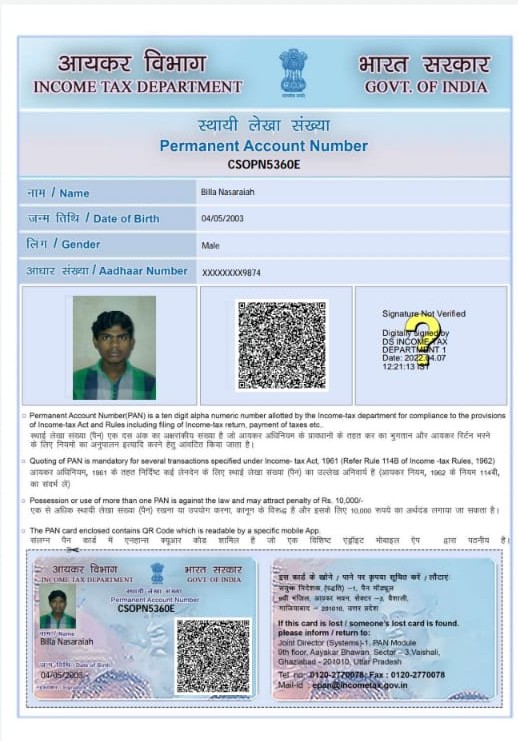 आयकर विभाग
INCOME TAX DEPARTMENT
भारत सरकार
GOVT. OF INDIA
स्थायी लेखा संख्या
Permanent Account Number
CSOPN5360E
नाम / Name
Billa Nasaraiah
जन्म तिथि / Date of Birth
04/05/2003
लिंग / Gender
Male
आधार संख्या / Aadhaar Number
XXXXXXXX9874
Signature Not Verified
Digitally signed by
DS INCOME TAX
DEPARTMENT 1
Date: 2022.04.07
12:21:13 IST
Permanent Account Number(PAN) is a ten digit alpha numeric number allotted by the Income-tax department for compliance to the provisions
of Income-tax Act and Rules including filing of Income-tax return, payment of taxes etc.
स्थाई लेखा संख्या (पैन) एक दस अंक का अक्षरांकीय संख्या है जो आयकर अधिनियम के प्रावधानों के तहत कर का भुगतान और आयकर रिटर्न भरने
के लिए नियमों का अनुपालन इत्यादि करने हेतु आवंटित किया जाता है।
Quoting of PAN is mandatory for several transactions specified under Income- tax Act, 1961 (Refer Rule 114B of Income -tax Rules, 1962)
आयकर अधिनियम, 1961 के तहत निर्दिष्ट कई लेनदेन के लिए स्थाई लेखा संख्या (पैन) का उल्लेख अनिवार्य है (आयकर नियम, 1962 के नियम 114बी,
का संदर्भ लें)
Possession or use of more than one PAN is against the law and may attract penalty of Rs. 10,000/-
एक से अधिक स्थायी लेखा संख्या (पैन) रखना या उपयोग करना, कानून के विरूद्ध है और इसके लिए 10,000 रूपये का अर्थदंड लगाया जा सकता है।
The PAN card enclosed contains QR Code which is readable by a specific mobile App.
संलग्न पैन कार्ड में एनहान्स क्यूआर कोड शामिल है जो एक विशिष्ट एंड्रॉइट मोबाइल ऐप द्वारा पठनीय है।
आयकर विभाग
INCOME TAX DEPARTMENT
भारत सरकार
GOVT OF INDIA
स्थायी लेखा संख्या
Permanent Account Number
CSOPN5360E
नाम / Name
Billa Nasaraiah
जन्म तिथि / Date of Birth
04/05/2003
हस्ताक्षर / Signature
इस कार्ड के खोने / पाने पर कृपया सूचित करें / लौटाएं
संयुक्त निदेशक (पद्धति) –1, पैन मॉड्यूल
9वीं मंजिल, आयकर भवन, सेक्टर –3, वैशाली,
गाजियाबाद – 201010, उत्तर प्रदेश
If this card is lost / someone's lost card is found.
please inform / return to:
Joint Director (Systems)-1, PAN Module
9th floor, Aayakar Bhawan, Sector – 3, Vaishali,
Ghaziabad - 201010, Uttar Pradesh
Tel no: 0120-2770078; Fax : 0120-2770078
Mail-id : epan@incometax.gov.in